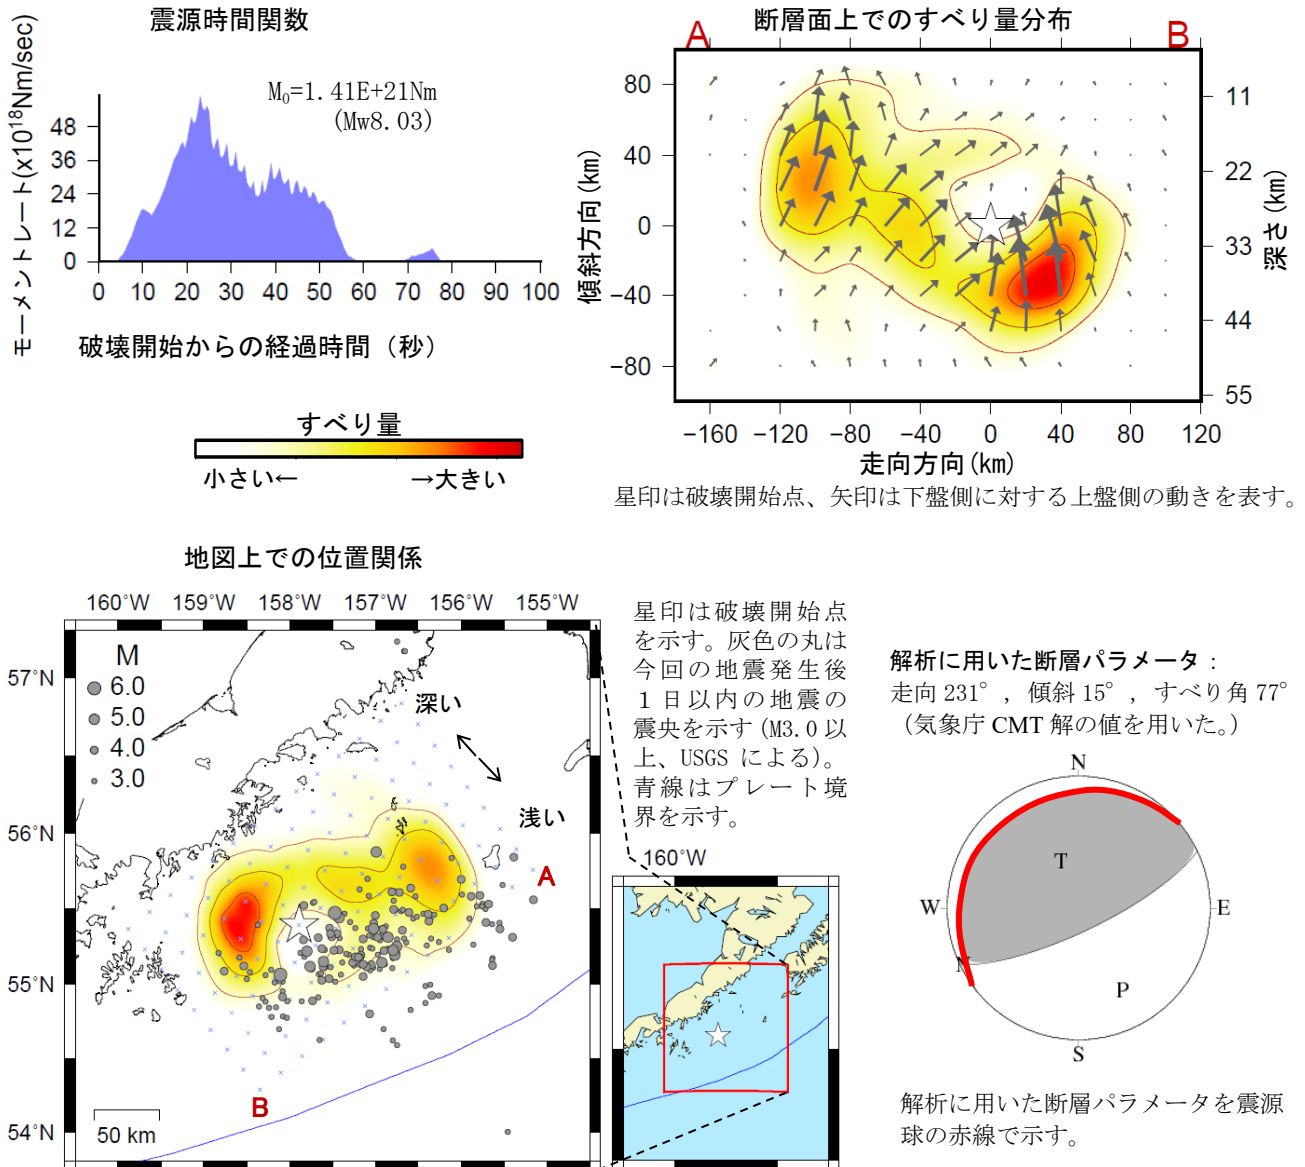 震源時間関数
モーメントレート(x10¹⁸Nm/sec)
M₀=1.41E+21Nm
(Mw8.03)
48
36
24
12
0
0 10 20 30 40 50 60 70 80 90 100
破壊開始からの経過時間（秒）
すべり量
小さい← →大きい
断層面上でのすべり量分布
A B
傾斜方向(km)
80
40
0
−40
−80
11
22
33
44
55
深さ(km)
−160 −120 −80 −40 0 40 80 120
走向方向(km)
星印は破壊開始点、矢印は下盤側に対する上盤側の動きを表す。
地図上での位置関係
160°W 159°W 158°W 157°W 156°W 155°W
57°N
56°N
55°N
54°N
M
6.0
5.0
4.0
3.0
深い
浅い
A
B
50 km
星印は破壊開始点
を示す。灰色の丸は
今回の地震発生後
１日以内の地震の
震央を示す(M3.0以
上、USGS による)。
青線はプレート境
界を示す。
160°W
解析に用いた断層パラメータ：
走向 231°，傾斜 15°，すべり角 77°
（気象庁 CMT 解の値を用いた。）
N
T
W
E
N
P
S
解析に用いた断層パラメータを震源
球の赤線で示す。